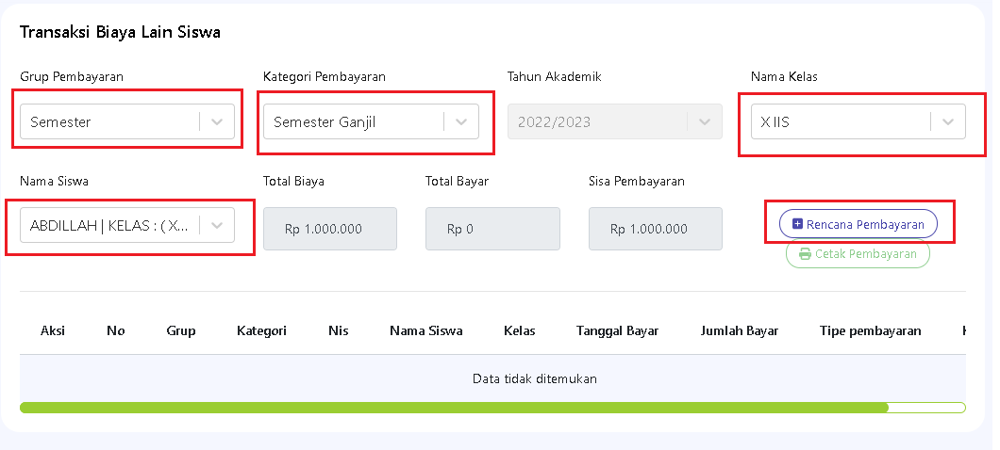 Transaksi Biaya Lain Siswa
Grup Pembayaran Kategori Pembayaran Tahun Akademik Nama Kelas
Semester Semester Ganjil 2022/2023 X IIS
Nama Siswa Total Biaya Total Bayar Sisa Pembayaran
ABDILLAH | KELAS : ( X... Rp 1.000.000 Rp 0 Rp 1.000.000 Rencana Pembayaran
Cetak Pembayaran
Aksi No Grup Kategori Nis Nama Siswa Kelas Tanggal Bayar Jumlah Bayar Tipe pembayaran
Data tidak ditemukan